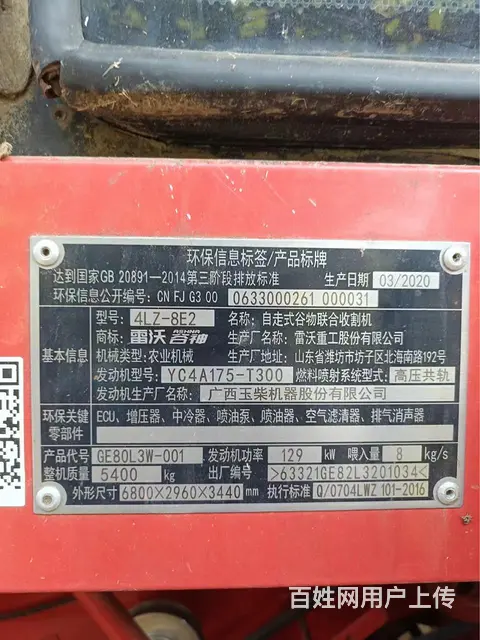 环保信息标签/产品标牌
达到国家GB 20891—2014第三阶段排放标准 生产日期 03/2020
环保信息公开编号: CN FJ G3 00 0633000261 000031
基本信息
型号: 4LZ-8E2 名称: 自走式谷物联合收割机
商标: 雷沃谷神 生产厂名称: 雷沃重工股份有限公司
机械类型: 农业机械 生产厂地址: 山东省潍坊市坊子区北海南路192号
发动机型号: YC4A175-T300 燃料喷射系统型式: 高压共轨
发动机生产厂名称: 广西玉柴机器股份有限公司
环保关键零部件 ECU、增压器、中冷器、喷油泵、喷油器、空气滤清器、排气消声器
产品代号 GE80L3W-001 发动机功率 129 kW 喂入量 8 kg/s
整机质量 5400 kg 出厂编号 >63321GE82L3201034<
外形尺寸 6800×2960×3440 mm 执行标准 Q/0704LWZ 101-2016
百姓网用户上传